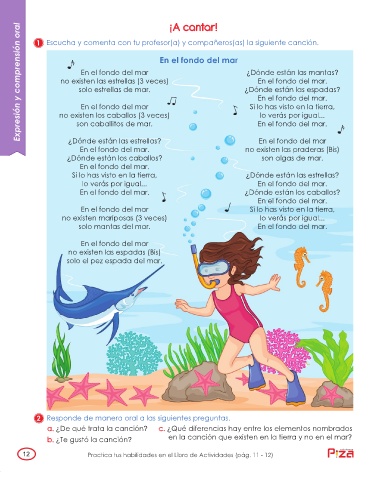 Expresión y comprensión oral
¡A cantar!
1 Escucha y comenta con tu profesor(a) y compañeros(as) la siguiente canción.
En el fondo del mar
En el fondo del mar
no existen las estrellas (3 veces)
solo estrellas de mar.
En el fondo del mar
no existen los caballos (3 veces)
son caballitos de mar.
¿Dónde están las estrellas?
En el fondo del mar.
¿Dónde están los caballos?
En el fondo del mar.
Si lo has visto en la tierra,
lo verás por igual...
En el fondo del mar.
En el fondo del mar
no existen mariposas (3 veces)
solo mantas del mar.
En el fondo del mar
no existen las espadas (Bis)
solo el pez espada del mar.
¿Dónde están las mantas?
En el fondo del mar.
¿Dónde están las espadas?
En el fondo del mar.
Si lo has visto en la tierra,
lo verás por igual...
En el fondo del mar.
En el fondo del mar
no existen las praderas (Bis)
son algas de mar.
¿Dónde están las estrellas?
En el fondo del mar.
¿Dónde están los caballos?
En el fondo del mar.
Si lo has visto en la tierra,
lo verás por igual...
En el fondo del mar.
2 Responde de manera oral a las siguientes preguntas.
a. ¿De qué trata la canción?
b. ¿Te gustó la canción?
c. ¿Qué diferencias hay entre los elementos nombrados
en la canción que existen en la tierra y no en el mar?
12
Practica tus habilidades en el Libro de Actividades (pág. 11 - 12)
Piza